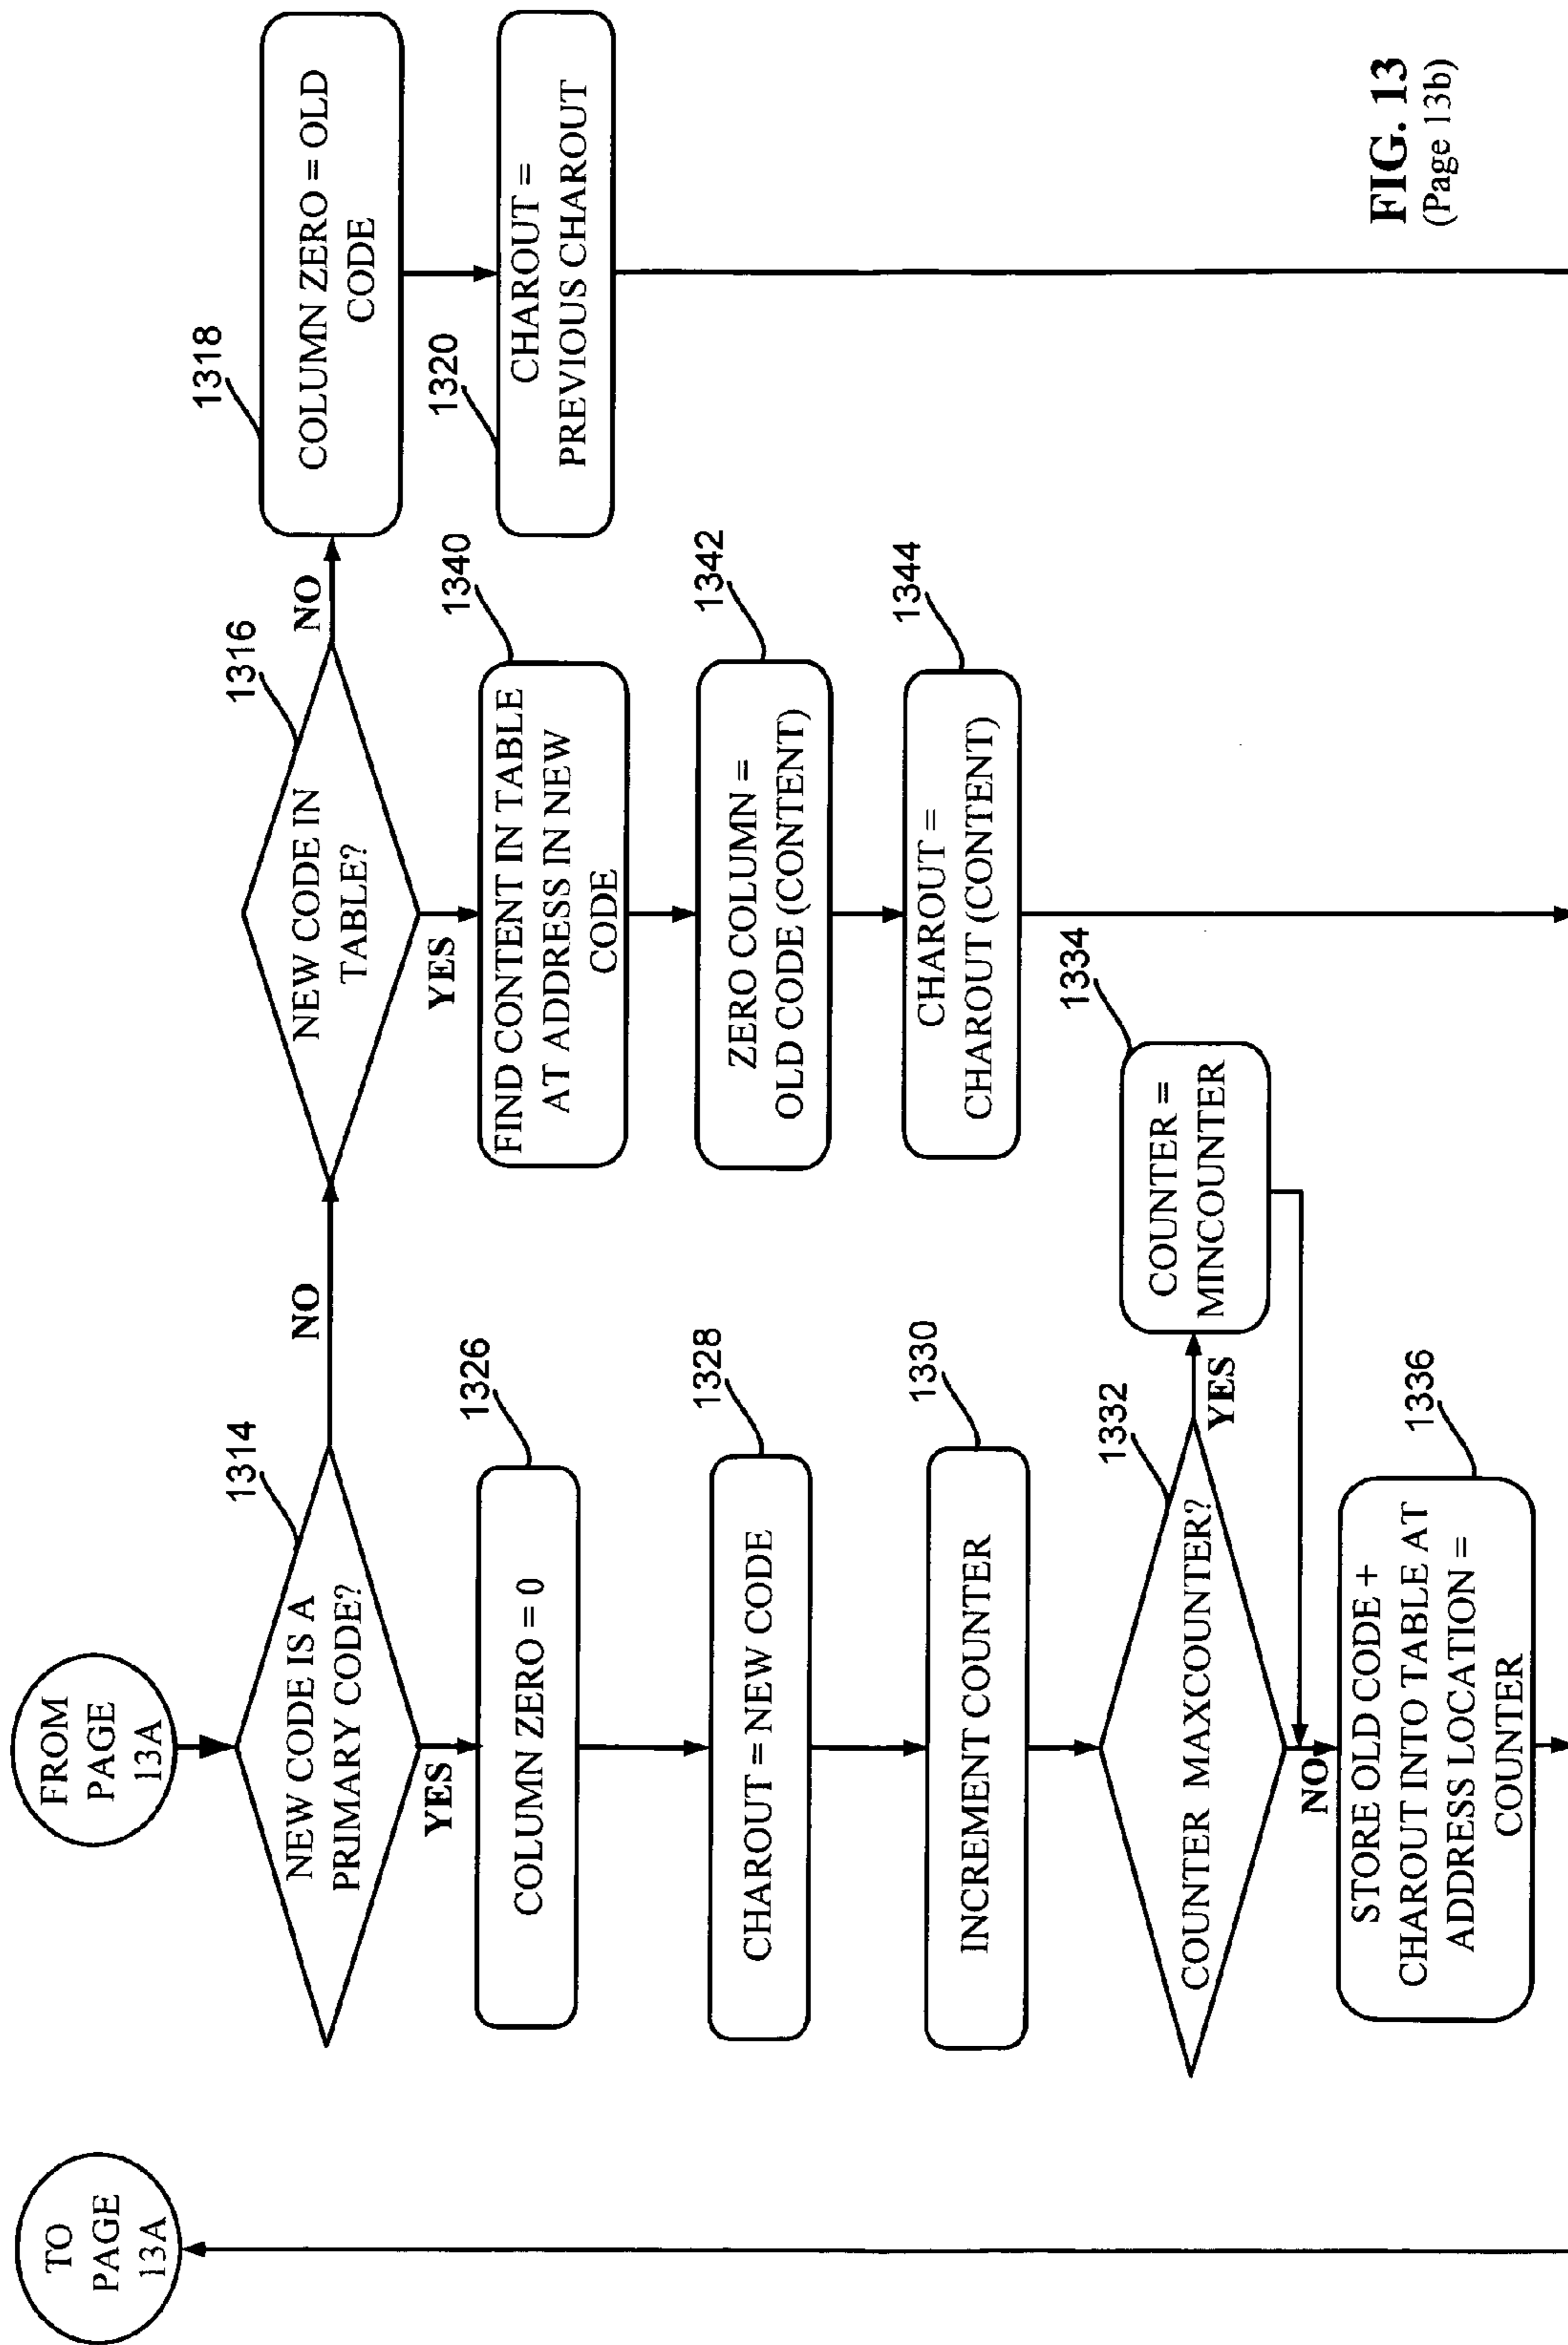 TO
PAGE
13A
FROM
PAGE
13A
1314
NEW CODE IS A
PRIMARY CODE?
NO
YES
1316
NEW CODE IN
TABLE?
NO
YES
1318
COLUMN ZERO = OLD
CODE
1320
CHAROUT =
PREVIOUS CHAROUT
1326
COLUMN ZERO = 0
1340
FIND CONTENT IN TABLE
AT ADDRESS IN NEW
CODE
1328
CHAROUT = NEW CODE
1342
ZERO COLUMN =
OLD CODE (CONTENT)
1330
INCREMENT COUNTER
1344
CHAROUT =
CHAROUT (CONTENT)
1332
COUNTER MAXCOUNTER?
YES
NO
1334
COUNTER =
MINCOUNTER
1336
STORE OLD CODE +
CHAROUT INTO TABLE AT
ADDRESS LOCATION =
COUNTER
FIG. 13
(Page 13b)